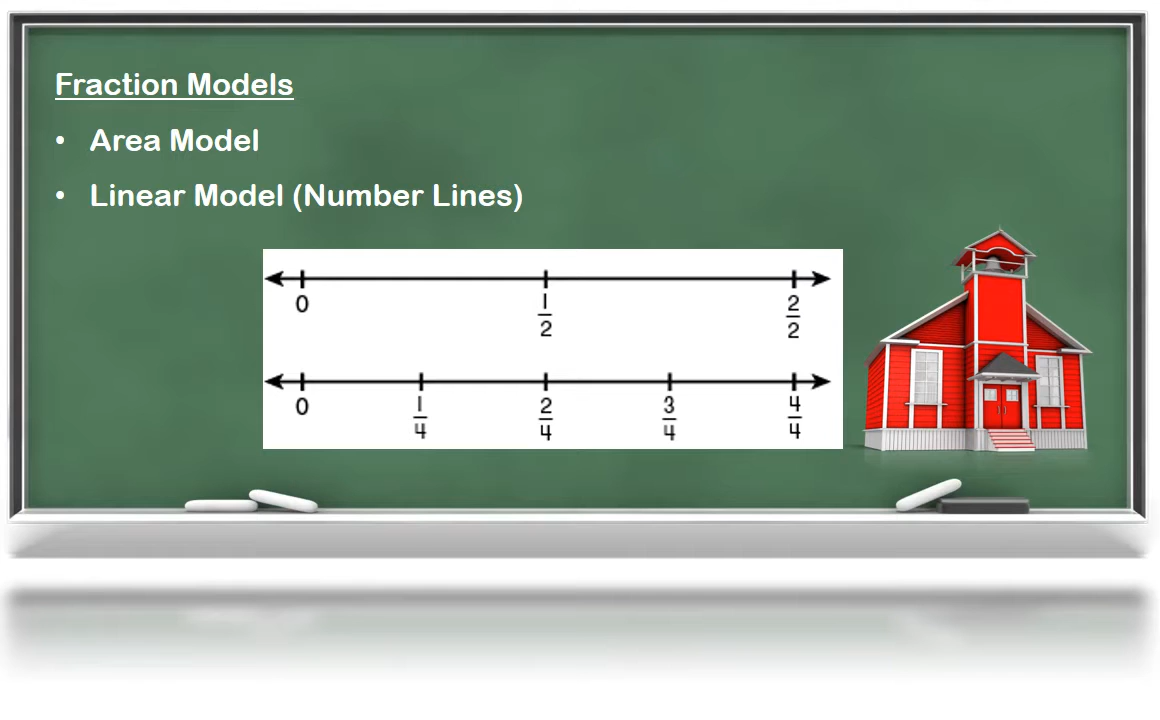 Fraction Models
• Area Model
• Linear Model (Number Lines)
0 1/2 2/2
0 1/4 2/4 3/4 4/4